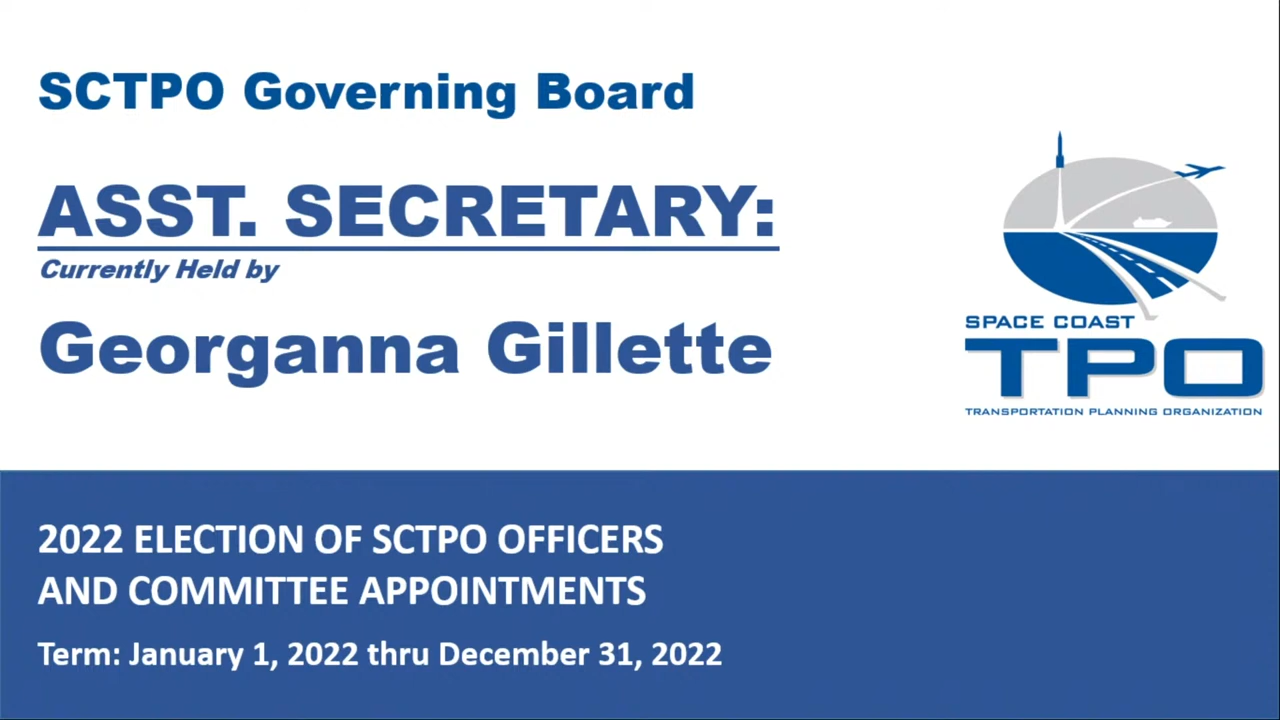 SCTPO Governing Board
ASST. SECRETARY:
Currently Held by
Georganna Gillette
SPACE COAST
TPO
TRANSPORTATION PLANNING ORGANIZATION
2022 ELECTION OF SCTPO OFFICERS
AND COMMITTEE APPOINTMENTS
Term: January 1, 2022 thru December 31, 2022